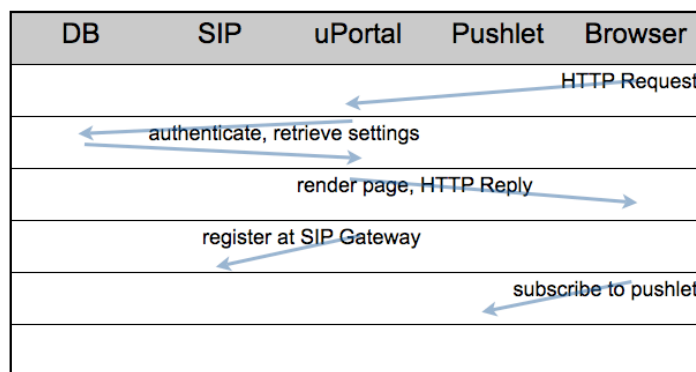 DB SIP uPortal Pushlet Browser
HTTP Request
authenticate, retrieve settings
render page, HTTP Reply
register at SIP Gateway
subscribe to pushlet